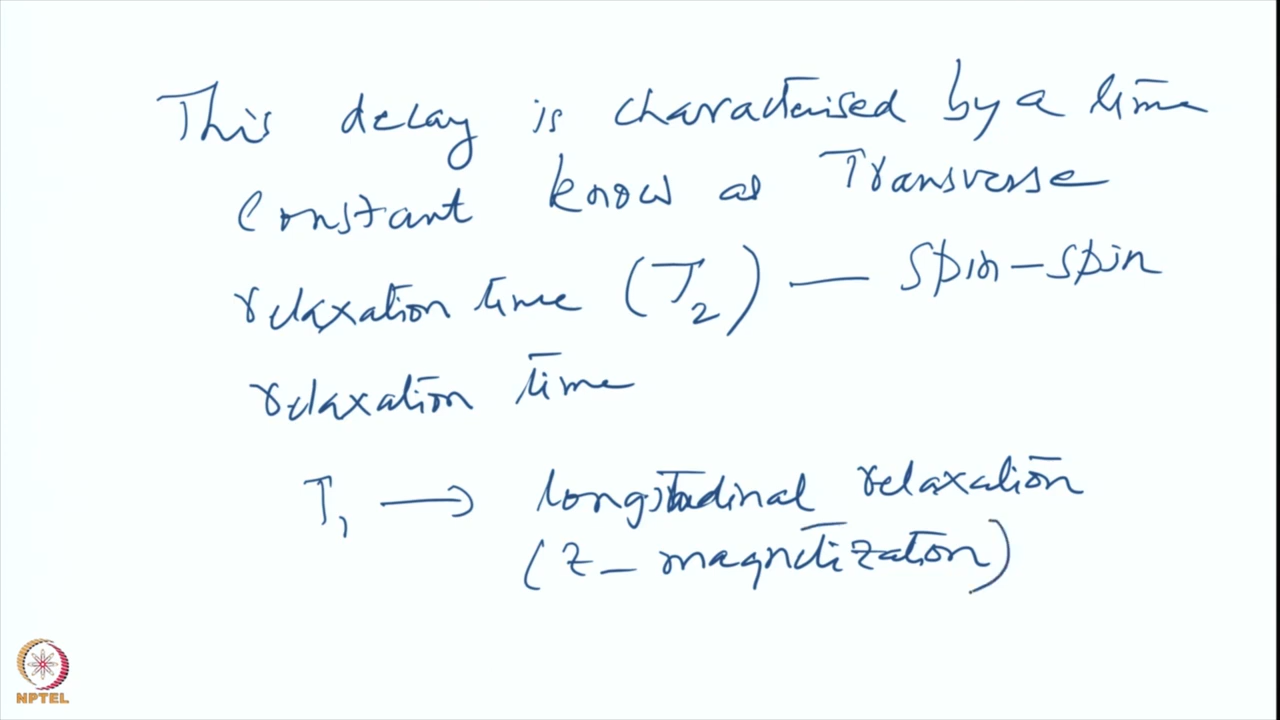 This delay is characterised by a time
Constant know as Transverse
relaxation time (T₂) — spin-spin
relaxation time
T₁ → longitudinal relaxation
(z - magnetization)
NPTEL